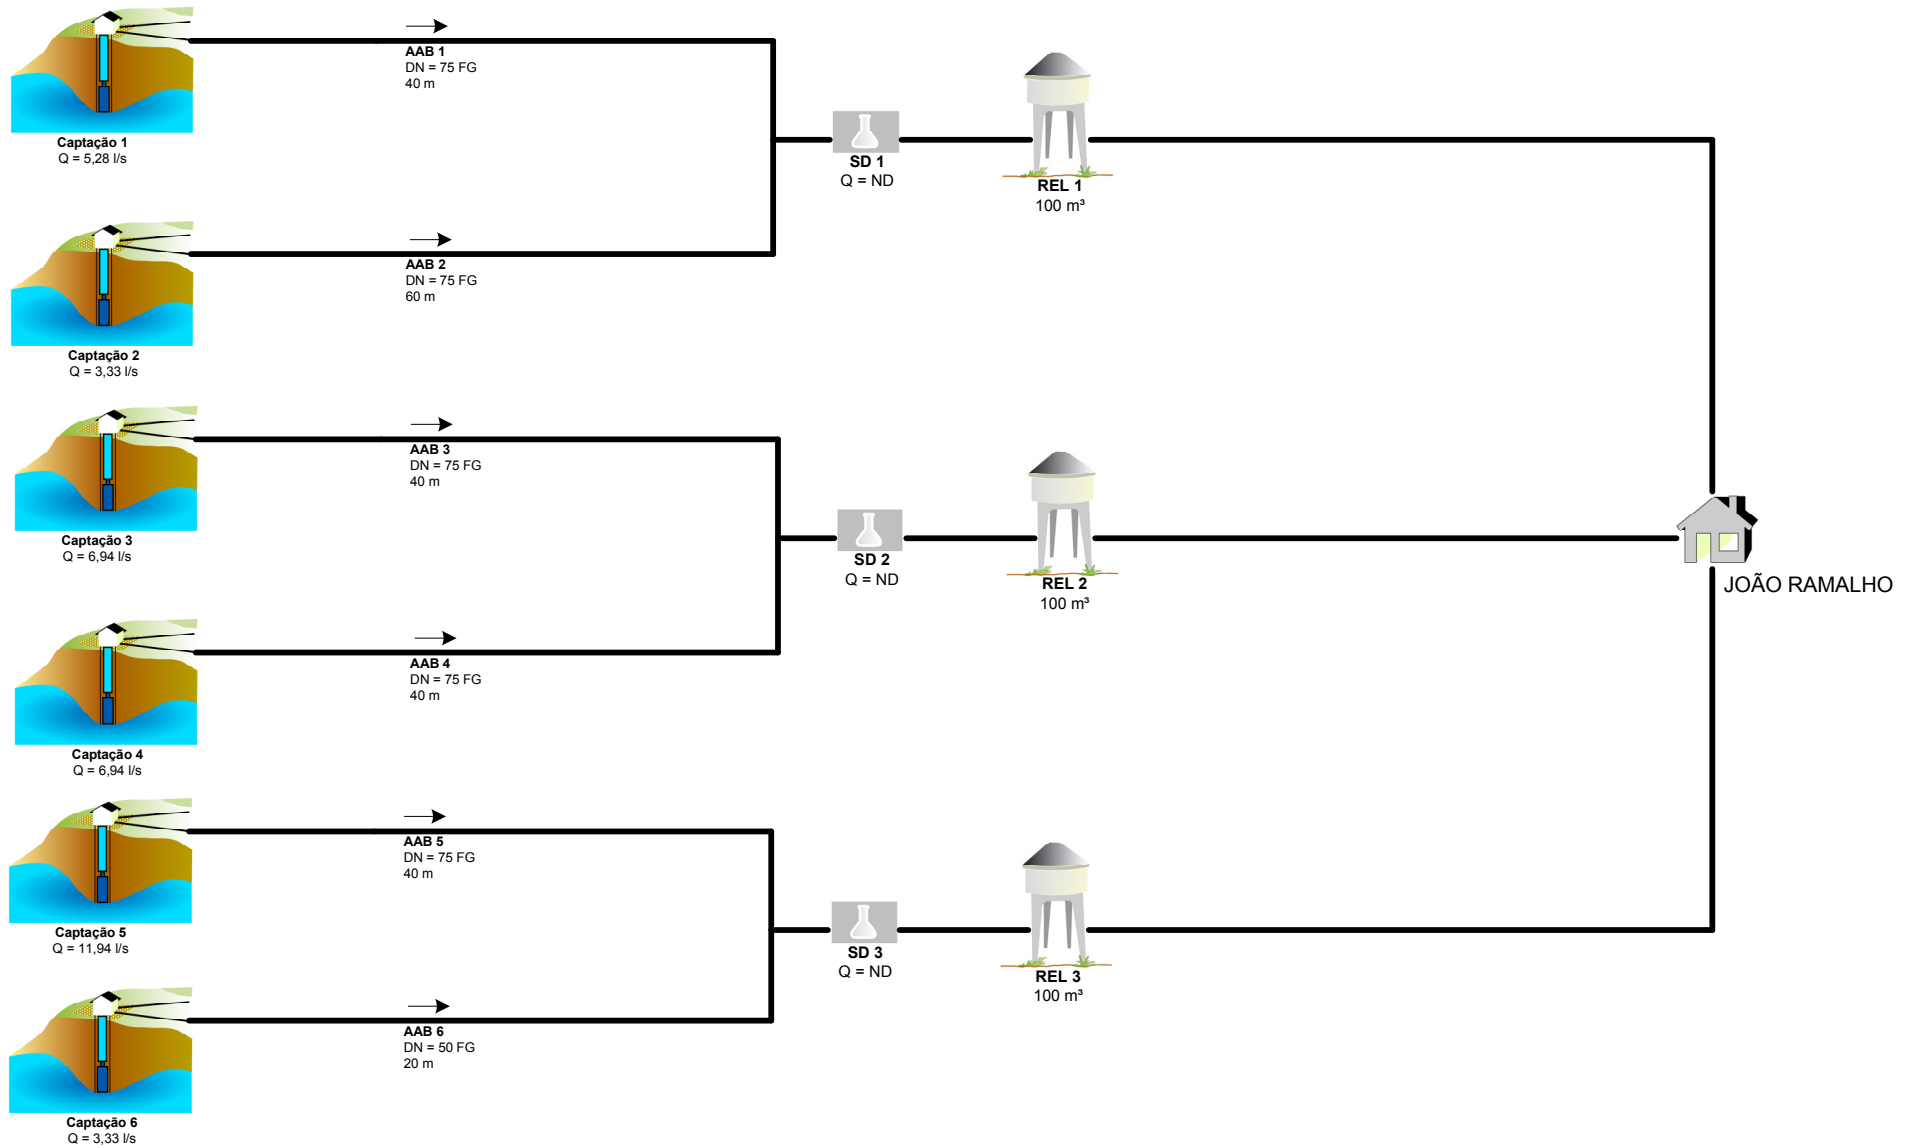 AAB 1
DN = 75 FG
40 m
Captação 1
Q = 5,28 l/s
SD 1
Q = ND
REL 1
100 m³
AAB 2
DN = 75 FG
60 m
Captação 2
Q = 3,33 l/s
AAB 3
DN = 75 FG
40 m
Captação 3
Q = 6,94 l/s
SD 2
Q = ND
REL 2
100 m³
JOÃO RAMALHO
AAB 4
DN = 75 FG
40 m
Captação 4
Q = 6,94 l/s
AAB 5
DN = 75 FG
40 m
Captação 5
Q = 11,94 l/s
SD 3
Q = ND
REL 3
100 m³
AAB 6
DN = 50 FG
20 m
Captação 6
Q = 3,33 l/s